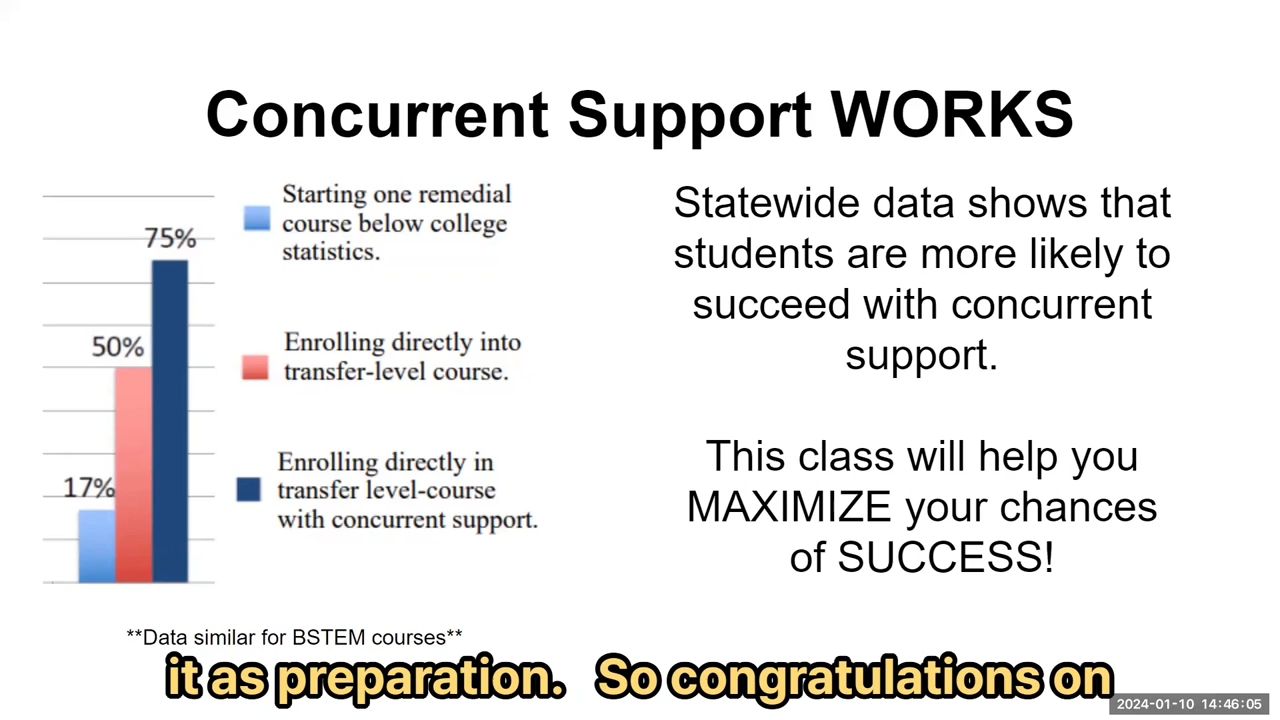 Concurrent Support WORKS
75%
50%
17%
Starting one remedial
course below college
statistics.
Enrolling directly into
transfer-level course.
Enrolling directly in
transfer level-course
with concurrent support.
Statewide data shows that
students are more likely to
succeed with concurrent
support.
This class will help you
MAXIMIZE your chances
of SUCCESS!
**Data similar for BSTEM courses**
it as preparation. So congratulations on
2024-01-10 14:46:05